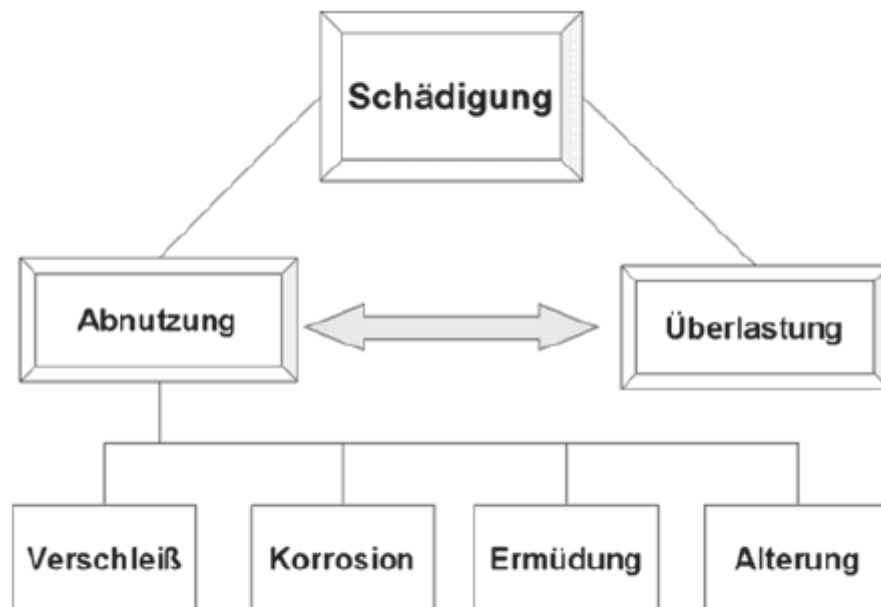 Schädigung
Abnutzung
Überlastung
Verschleiß
Korrosion
Ermüdung
Alterung